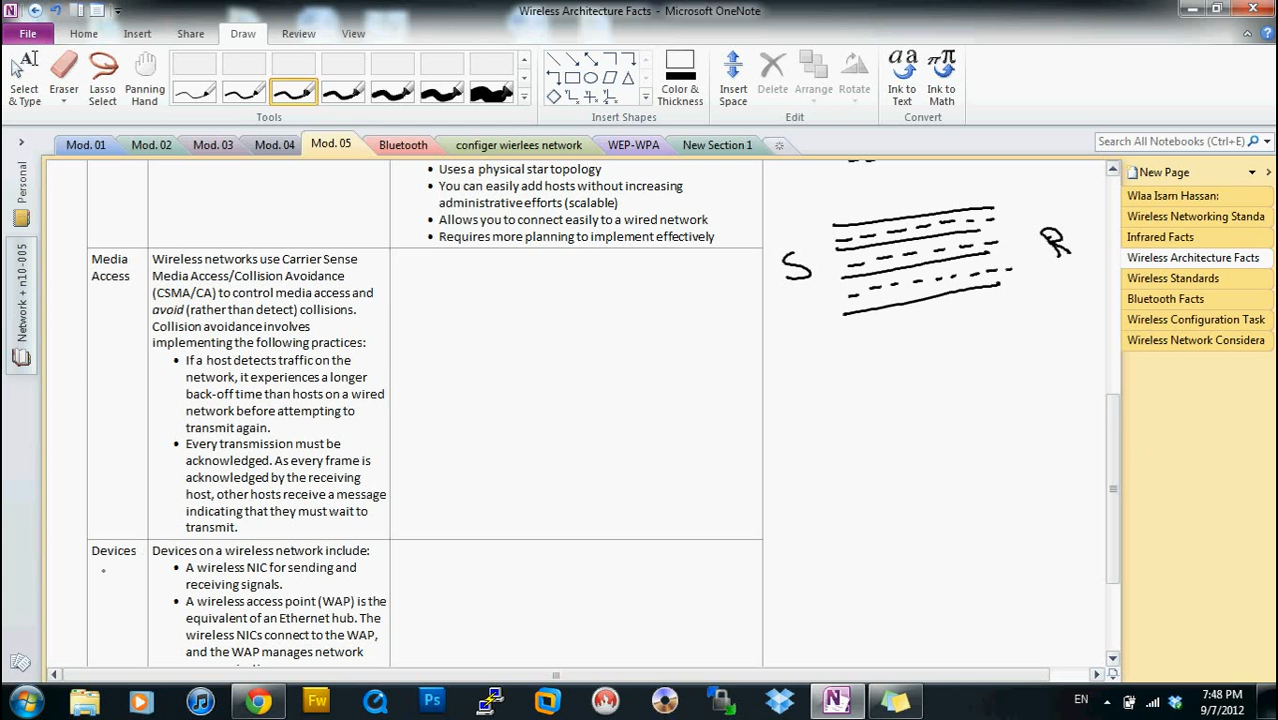 Wireless Architecture Facts - Microsoft OneNote
File Home Insert Share Draw Review View
Select & Type
Eraser
Lasso Select
Panning Hand
Color & Thickness
Insert Space
Delete
Arrange
Rotate
Ink to Text
Ink to Math
Tools
Insert Shapes
Edit
Convert
Mod. 01 Mod. 02 Mod. 03 Mod. 04 Mod. 05 Bluetooth configer wierlees network WEP-WPA New Section 1
Search All Notebooks (Ctrl+E)
Personal
Network + n10-005
• Uses a physical star topology
• You can easily add hosts without increasing
administrative efforts (scalable)
• Allows you to connect easily to a wired network
• Requires more planning to implement effectively
Media
Access
Wireless networks use Carrier Sense
Media Access/Collision Avoidance
(CSMA/CA) to control media access and
avoid (rather than detect) collisions.
Collision avoidance involves
implementing the following practices:
• If a host detects traffic on the
network, it experiences a longer
back-off time than hosts on a wired
network before attempting to
transmit again.
• Every transmission must be
acknowledged. As every frame is
acknowledged by the receiving
host, other hosts receive a message
indicating that they must wait to
transmit.
Devices
Devices on a wireless network include:
• A wireless NIC for sending and
receiving signals.
• A wireless access point (WAP) is the
equivalent of an Ethernet hub. The
wireless NICs connect to the WAP,
and the WAP manages network
S
R
New Page
Wlaa Isam Hassan:
Wireless Networking Standa
Infrared Facts
Wireless Architecture Facts
Wireless Standards
Bluetooth Facts
Wireless Configuration Task
Wireless Network Considera
Fw
Ps
EN
7:48 PM
9/7/2012